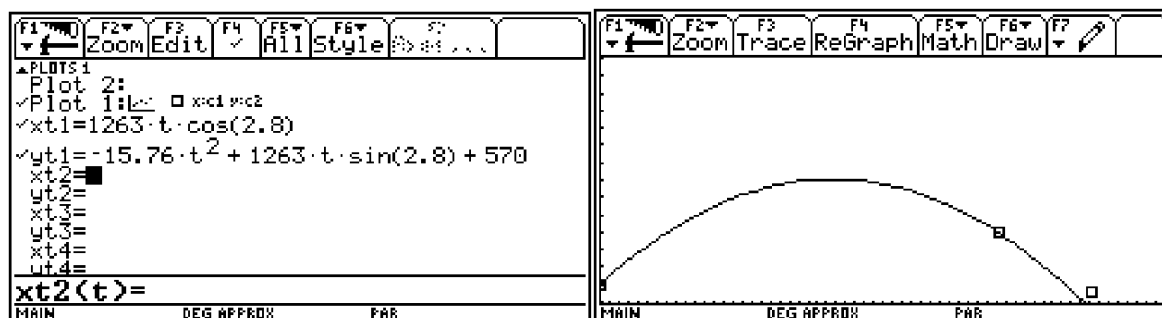 F1▼ F2▼ Zoom F3 Edit F4 ✓ F5▼ All F6▼ Style F7
▲PLOTS 1
Plot 2:
✓Plot 1: x:c1 y:c2
✓xt1=1263·t·cos(2.8)
✓yt1=-15.76·t²+1263·t·sin(2.8)+570
xt2=
yt2=
xt3=
yt3=
xt4=
yt4=
xt2(t)=
MAIN DEG APPROX PAR
F1▼ F2▼ Zoom F3 Trace F4 ReGraph F5▼ Math F6▼ Draw F7▼
MAIN DEG APPROX PAR